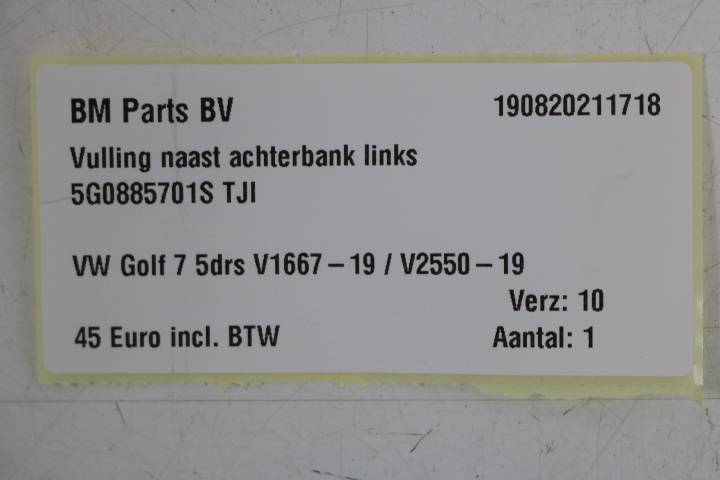 BM Parts BV 190820211718
Vulling naast achterbank links
5G0885701S TJI
VW Golf 7 5drs V1667 – 19 / V2550 – 19
Verz: 10
45 Euro incl. BTW Aantal: 1